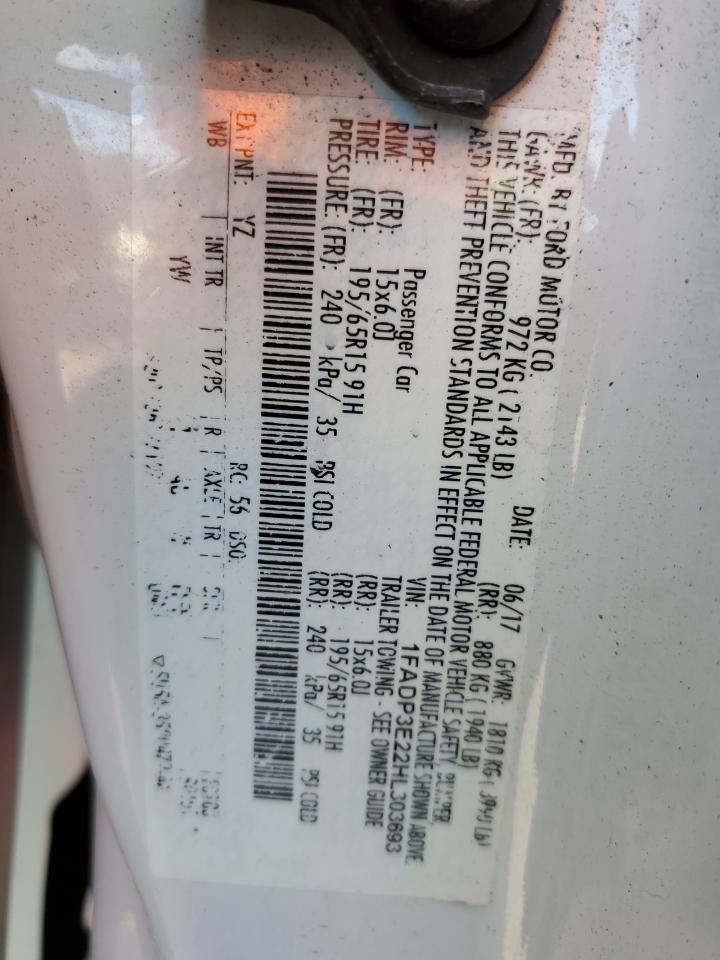 MFD. BY FORD MOTOR CO.
DATE: 06/17 GVWR: 1810 KG
GAWR: (FR): 972 KG ( 2143 LB) (RR): 880 KG ( 1940 LB)
THIS VEHICLE CONFORMS TO ALL APPLICABLE FEDERAL MOTOR VEHICLE SAFETY, BUMPER,
AND THEFT PREVENTION STANDARDS IN EFFECT ON THE DATE OF MANUFACTURE SHOWN ABOVE
VIN: 1FADP3E22HL303693
TYPE: Passenger Car TRAILER TOWING - SEE OWNER GUIDE
RIM: (FR): 15x6.0J (RR): 15x6.0J
TIRE: (FR): 195/65R15 91H (RR): 195/65R15 91H
PRESSURE: (FR): 240 kPa/ 35 PSI COLD (RR): 240 kPa/ 35 PSI COLD
EXT PNT: YZ RC: 56 DSO:
WB INT TR TP/PS R AXLE TR
YW